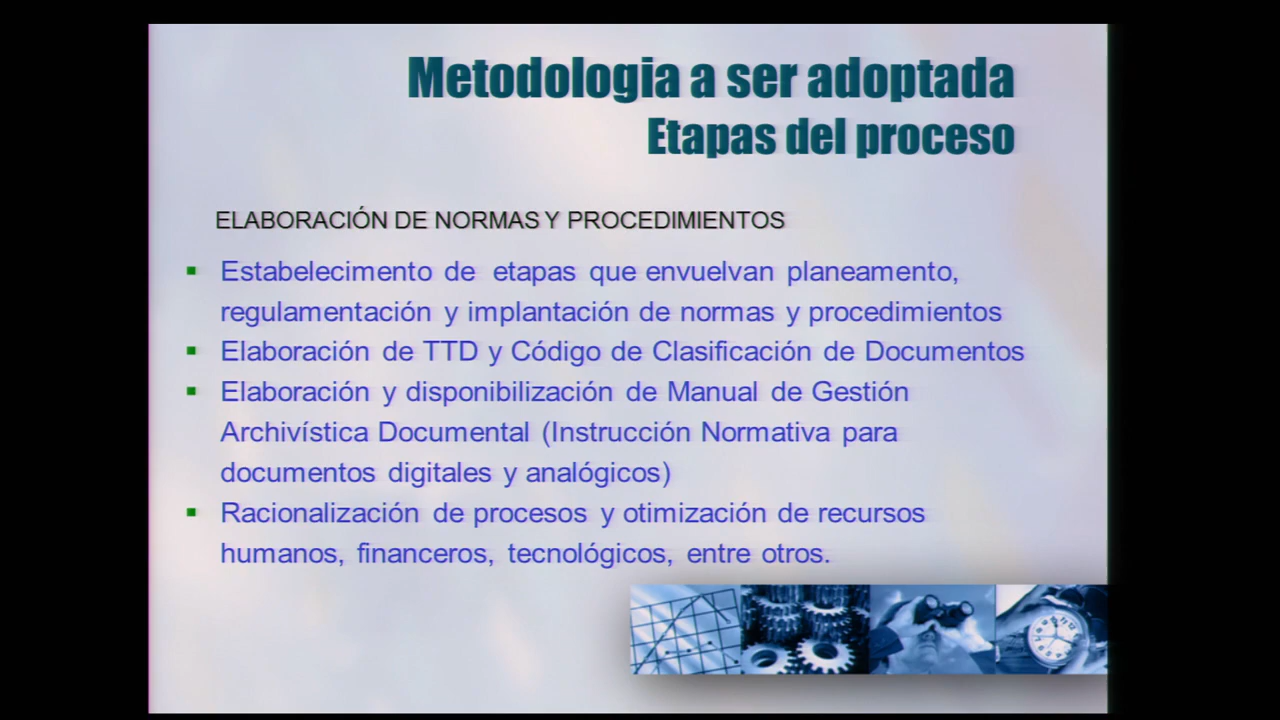 Metodologia a ser adoptada
Etapas del proceso
ELABORACIÓN DE NORMAS Y PROCEDIMIENTOS
Estabelecimento de etapas que envuelvan planeamento,
regulamentación y implantación de normas y procedimientos
Elaboración de TTD y Código de Clasificación de Documentos
Elaboración y disponibilización de Manual de Gestión
Archivística Documental (Instrucción Normativa para
documentos digitales y analógicos)
Racionalización de procesos y otimización de recursos
humanos, financeros, tecnológicos, entre otros.